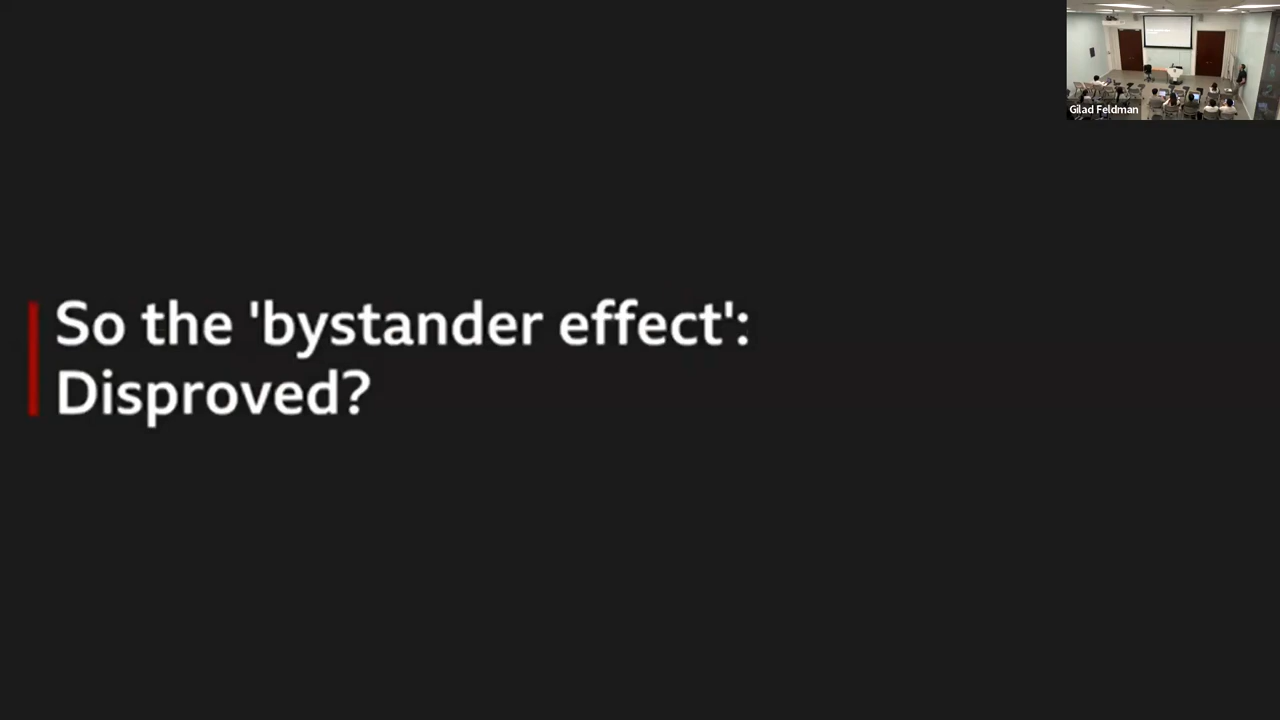 Gilad Feldman
So the 'bystander effect':
Disproved?